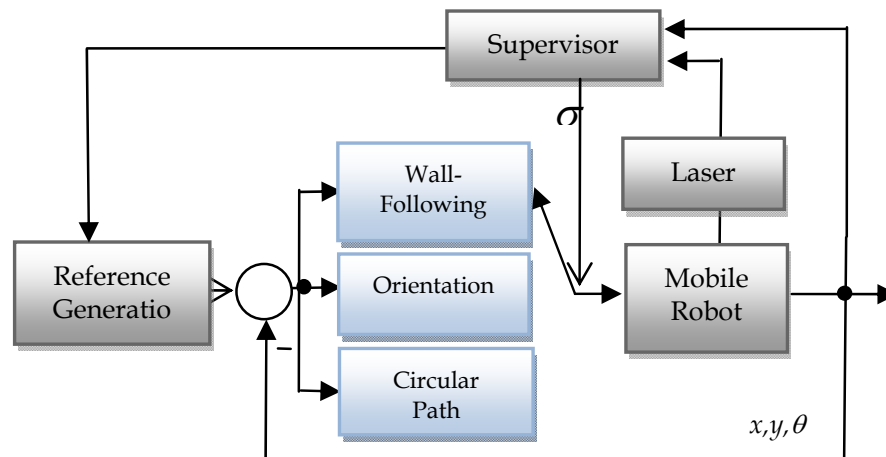 Supervisor
σ
Wall-
Following
Laser
Reference
Generatio
Orientation
Mobile
Robot
–
Circular
Path
x,y,θ